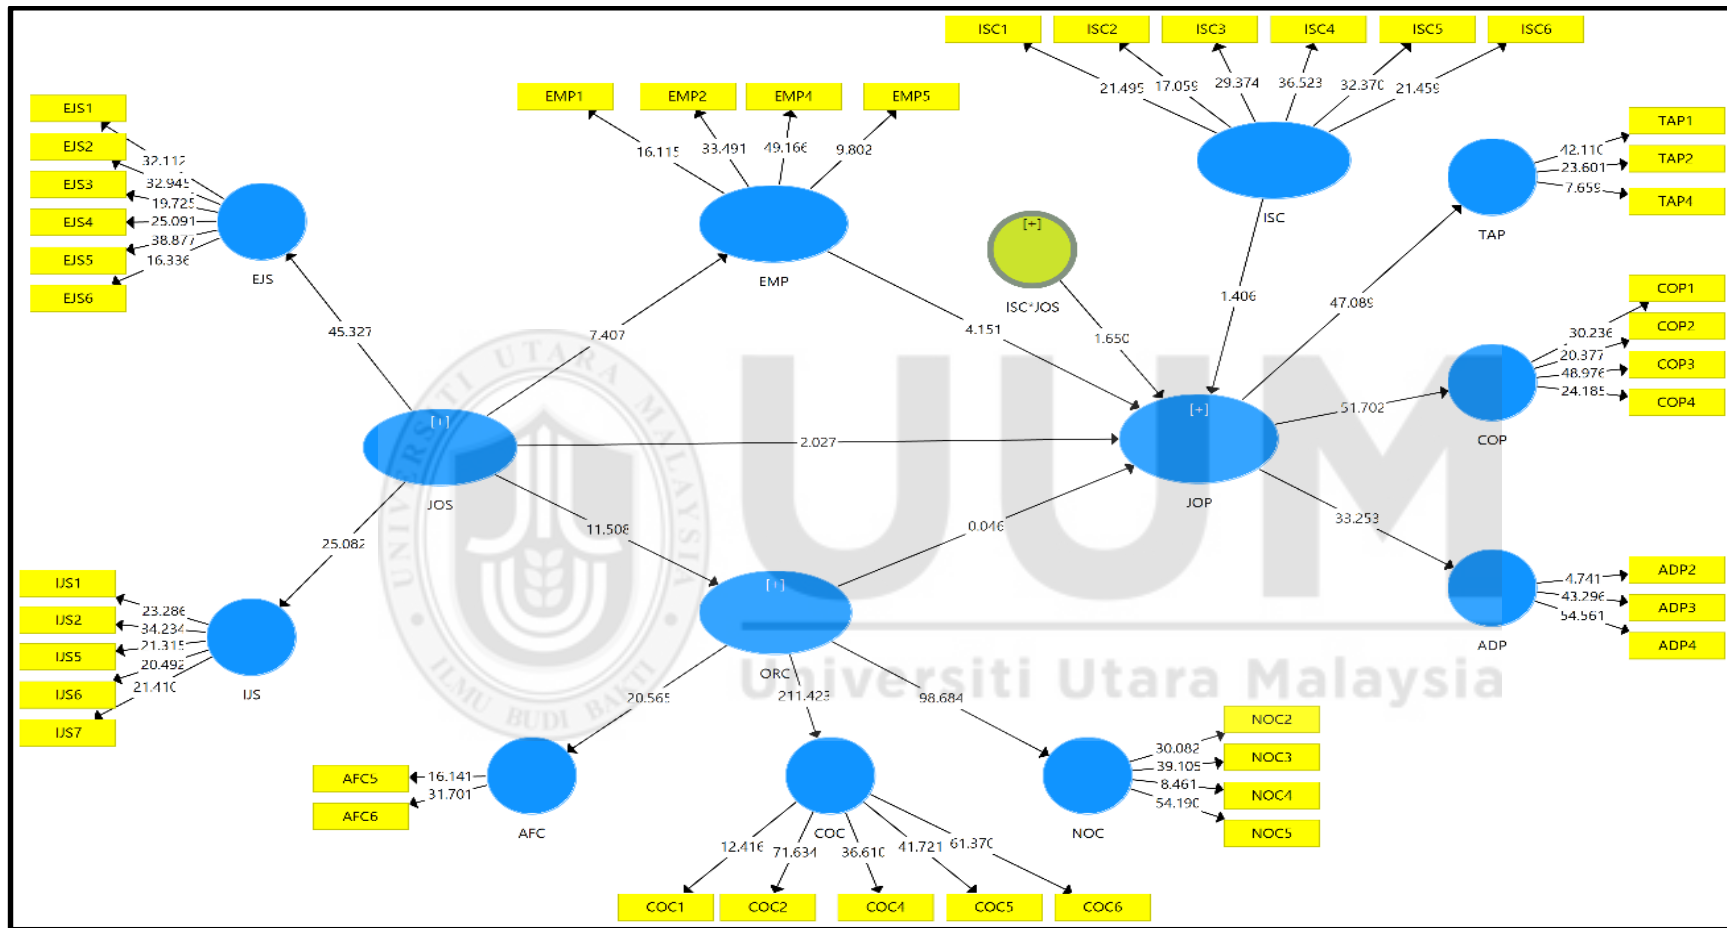 ISC1
ISC2
ISC3
ISC4
ISC5
ISC6
21.495
17.059
29.374
36.523
32.370
21.459
ISC
EMP1
EMP2
EMP4
EMP5
16.115
33.491
49.166
9.802
EMP
EJS1
EJS2
EJS3
EJS4
EJS5
EJS6
32.112
32.945
19.725
25.091
38.877
16.336
EJS
TAP1
TAP2
TAP4
42.110
23.601
7.659
TAP
[+]
ISC*JOS
1.406
47.089
1.650
4.151
7.407
45.327
COP1
COP2
COP3
COP4
30.236
20.377
48.976
24.185
COP
[+]
JOS
2.027
[+]
JOP
51.702
33.253
25.082
11.508
0.046
UNIVERSITI UTARA MALAYSIA
ILMU BUDI BAKTI
UUM
Universiti Utara Malaysia
IJS1
IJS2
IJS5
IJS6
IJS7
23.286
34.234
21.315
20.492
21.410
IJS
[+]
ORC
ADP2
ADP3
ADP4
4.741
43.296
54.561
ADP
20.565
211.423
98.684
AFC5
AFC6
16.141
31.701
AFC
COC
NOC
NOC2
NOC3
NOC4
NOC5
30.082
39.105
8.461
54.190
12.416
71.634
36.610
41.721
61.370
COC1
COC2
COC4
COC5
COC6